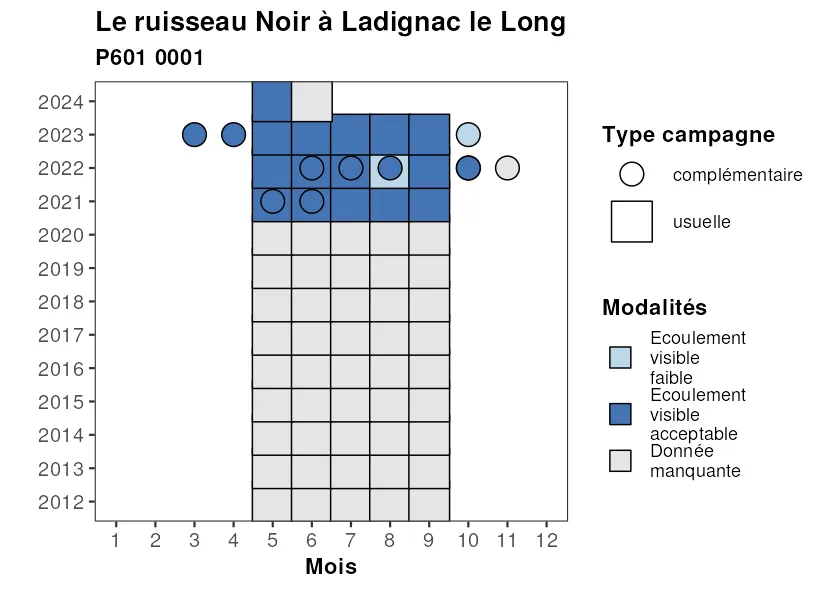 Le ruisseau Noir à Ladignac le Long
P601 0001
2024
2023
2022
2021
2020
2019
2018
2017
2016
2015
2014
2013
2012
1 2 3 4 5 6 7 8 9 10 11 12
Mois
Type campagne
complémentaire
usuelle
Modalités
Ecoulement
visible
faible
Ecoulement
visible
acceptable
Donnée
manquante